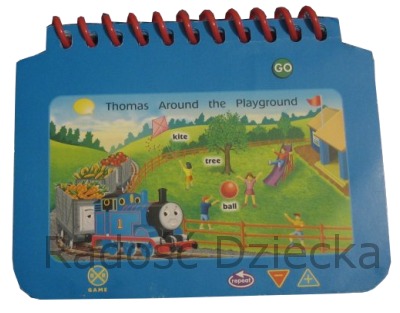 GO
Thomas Around the Playground
kite
tree
ball
1
Radość Dziecka
GAME
repeat